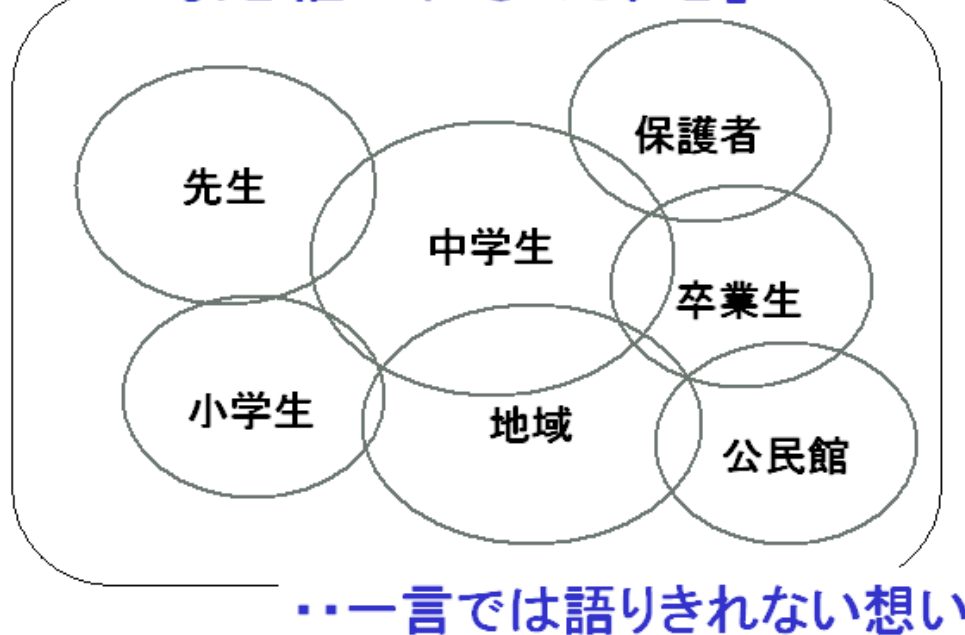 保護者
先生
中学生
卒業生
小学生
地域
公民館
・・一言では語りきれない想い